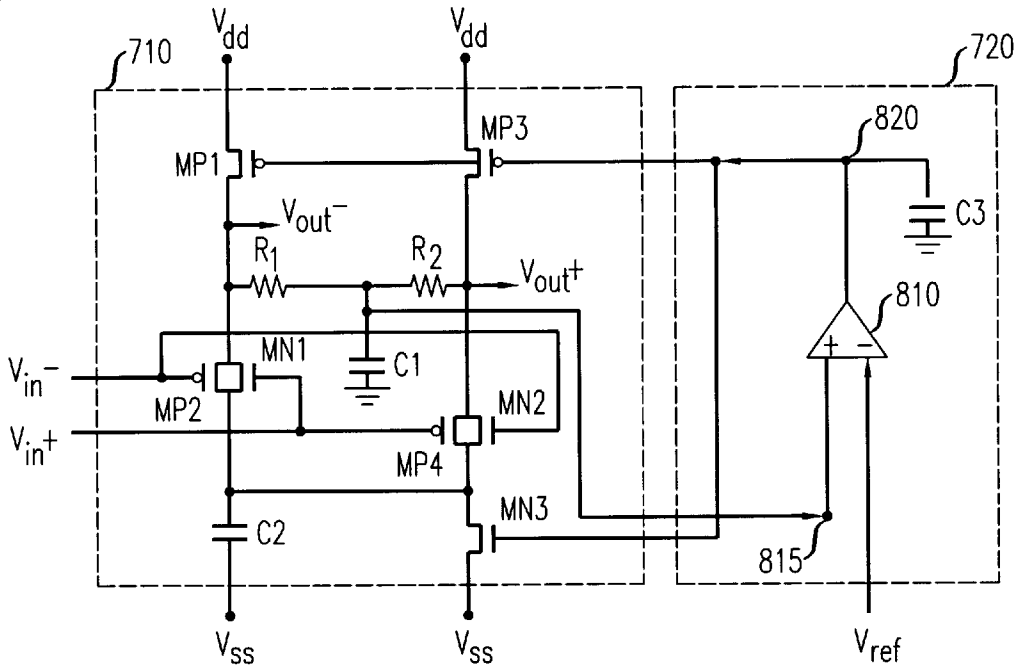 710
Vdd
Vdd
720
MP1
MP3
820
C3
Vout-
R1
R2
Vout+
810
+ −
Vin-
MN1
C1
MP2
MN2
Vin+
MP4
C2
MN3
815
Vss
Vss
Vref